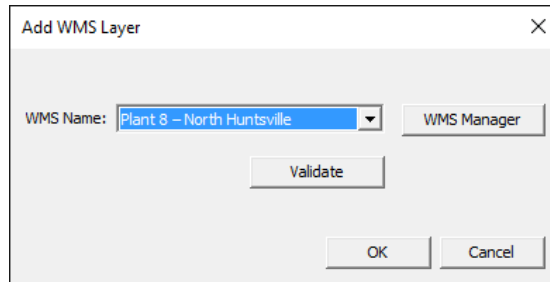 Add WMS Layer
WMS Name: Plant 8 – North Huntsville WMS Manager
Validate
OK Cancel